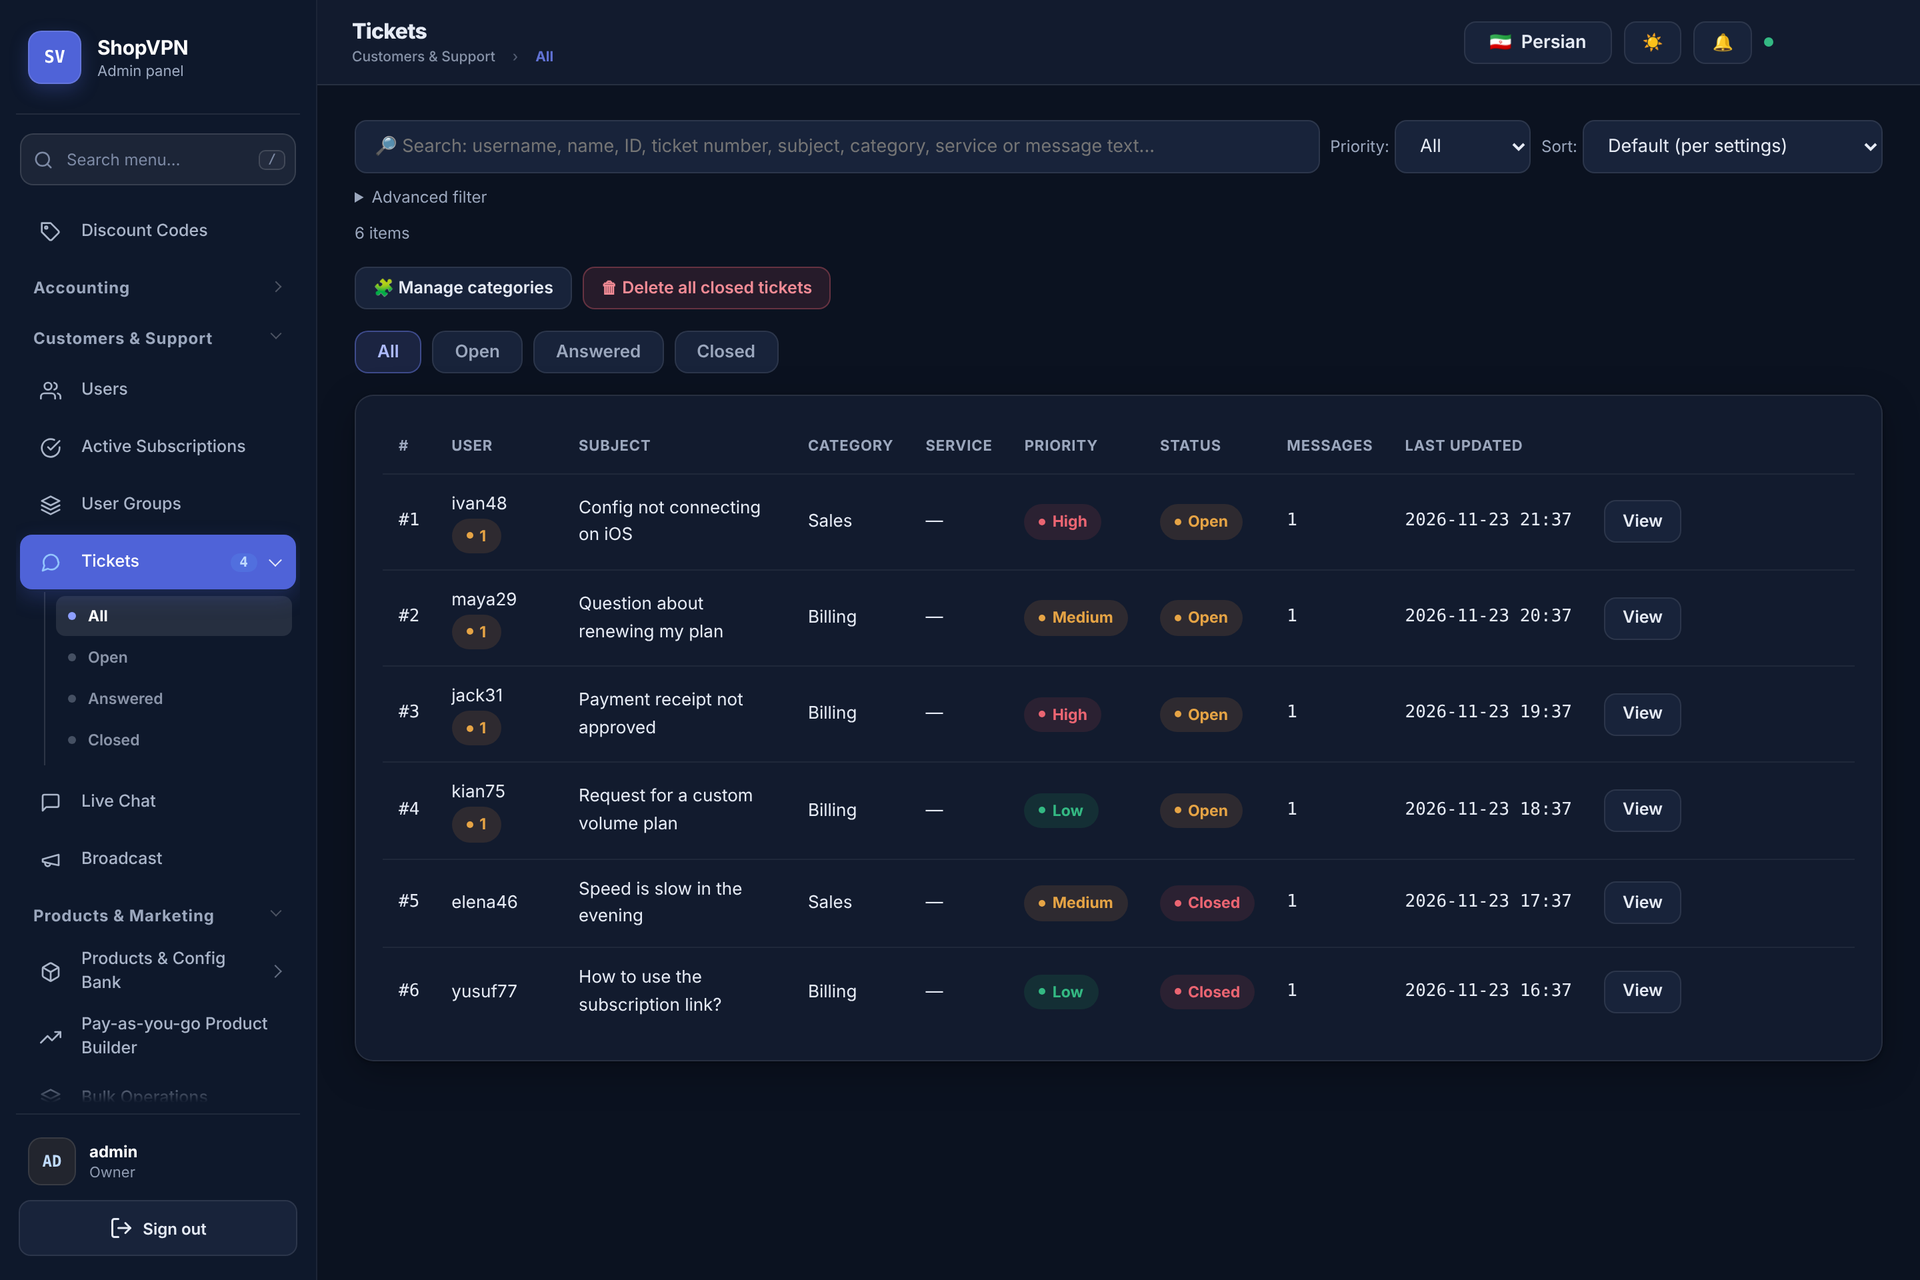 SV
ShopVPN
Admin panel
Search menu...
/
Discount Codes
Accounting
Customers & Support
Users
Active Subscriptions
User Groups
Tickets
4
All
Open
Answered
Closed
Live Chat
Broadcast
Products & Marketing
Products & Config
Bank
Pay-as-you-go Product
Builder
Bulk Operations
AD
admin
Owner
Sign out
Tickets
Customers & Support › All
Persian
Search: username, name, ID, ticket number, subject, category, service or message text...
Priority: All
Sort: Default (per settings)
Advanced filter
6 items
Manage categories
Delete all closed tickets
All Open Answered Closed
# USER SUBJECT CATEGORY SERVICE PRIORITY STATUS MESSAGES LAST UPDATED
#1 ivan48 1 Config not connecting on iOS Sales — High Open 1 2026-11-23 21:37 View
#2 maya29 1 Question about renewing my plan Billing — Medium Open 1 2026-11-23 20:37 View
#3 jack31 1 Payment receipt not approved Billing — High Open 1 2026-11-23 19:37 View
#4 kian75 1 Request for a custom volume plan Billing — Low Open 1 2026-11-23 18:37 View
#5 elena46 Speed is slow in the evening Sales — Medium Closed 1 2026-11-23 17:37 View
#6 yusuf77 How to use the subscription link? Billing — Low Closed 1 2026-11-23 16:37 View